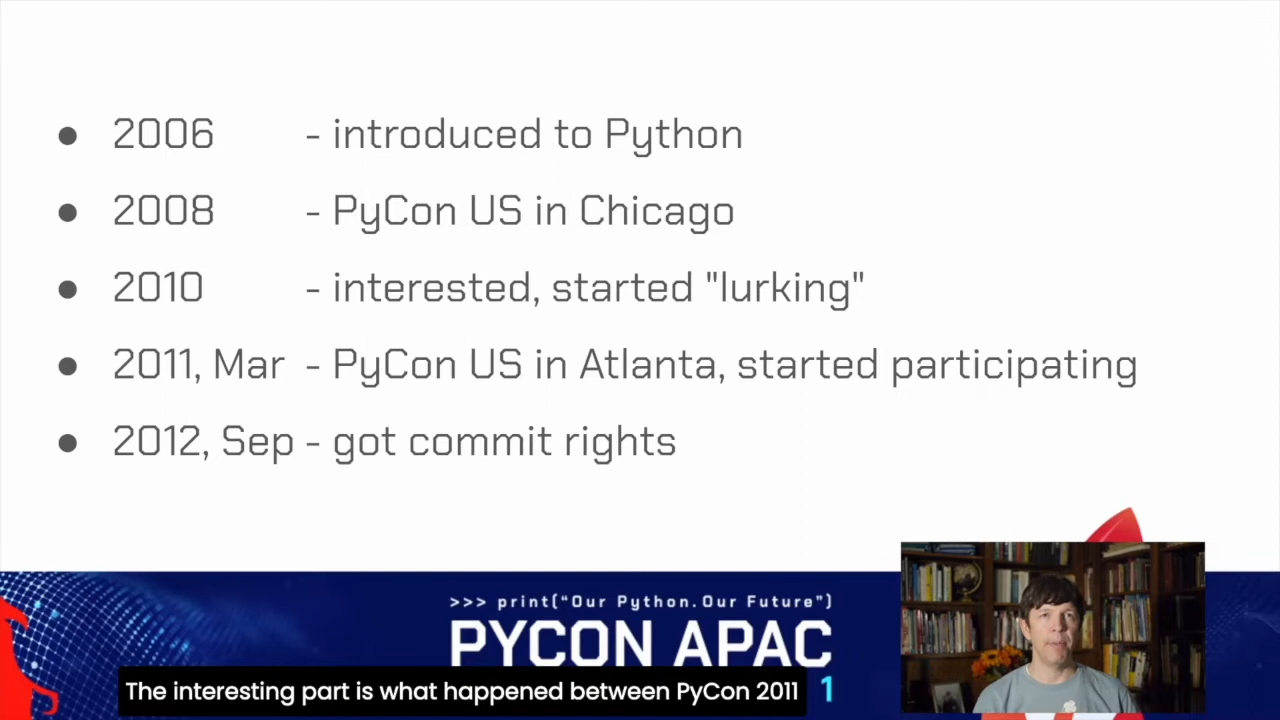 ● 2006 - introduced to Python
● 2008 - PyCon US in Chicago
● 2010 - interested, started "lurking"
● 2011, Mar - PyCon US in Atlanta, started participating
● 2012, Sep - got commit rights
>>> print(“Our Python.Our Future”)
PYCON APAC
The interesting part is what happened between PyCon 2011
1